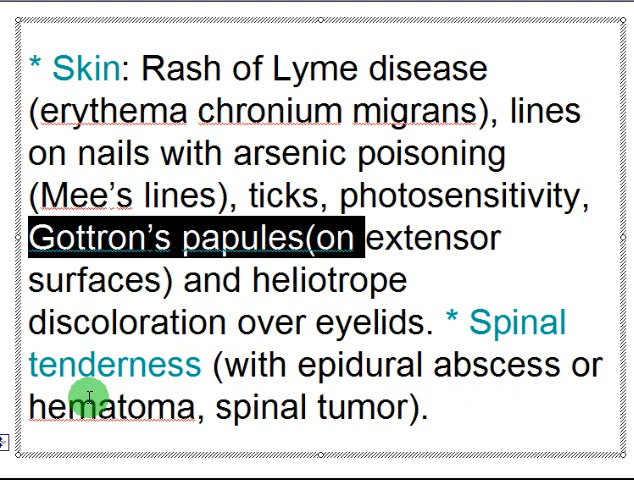 * Skin: Rash of Lyme disease
(erythema chronium migrans), lines
on nails with arsenic poisoning
(Mee's lines), ticks, photosensitivity,
Gottron's papules(on extensor
surfaces) and heliotrope
discoloration over eyelids. * Spinal
tenderness (with epidural abscess or
hematoma, spinal tumor).